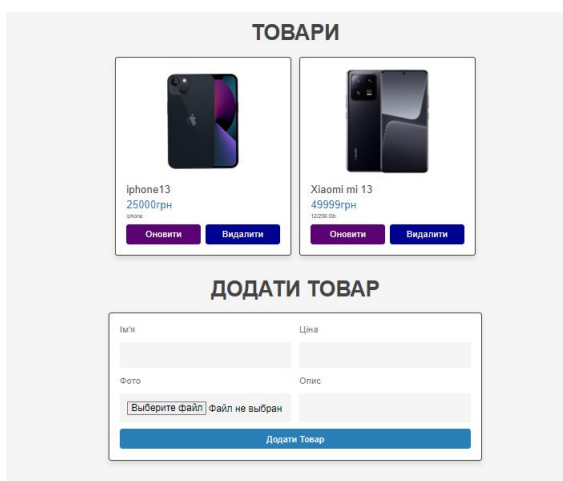 ТОВАРИ
iphone13
25000грн
iphone
Оновити Видалити
Xiaomi mi 13
49999грн
12/256 Gb
Оновити Видалити
ДОДАТИ ТОВАР
Ім'я Ціна
Фото Опис
Выберите файл Файл не выбран
Додати Товар